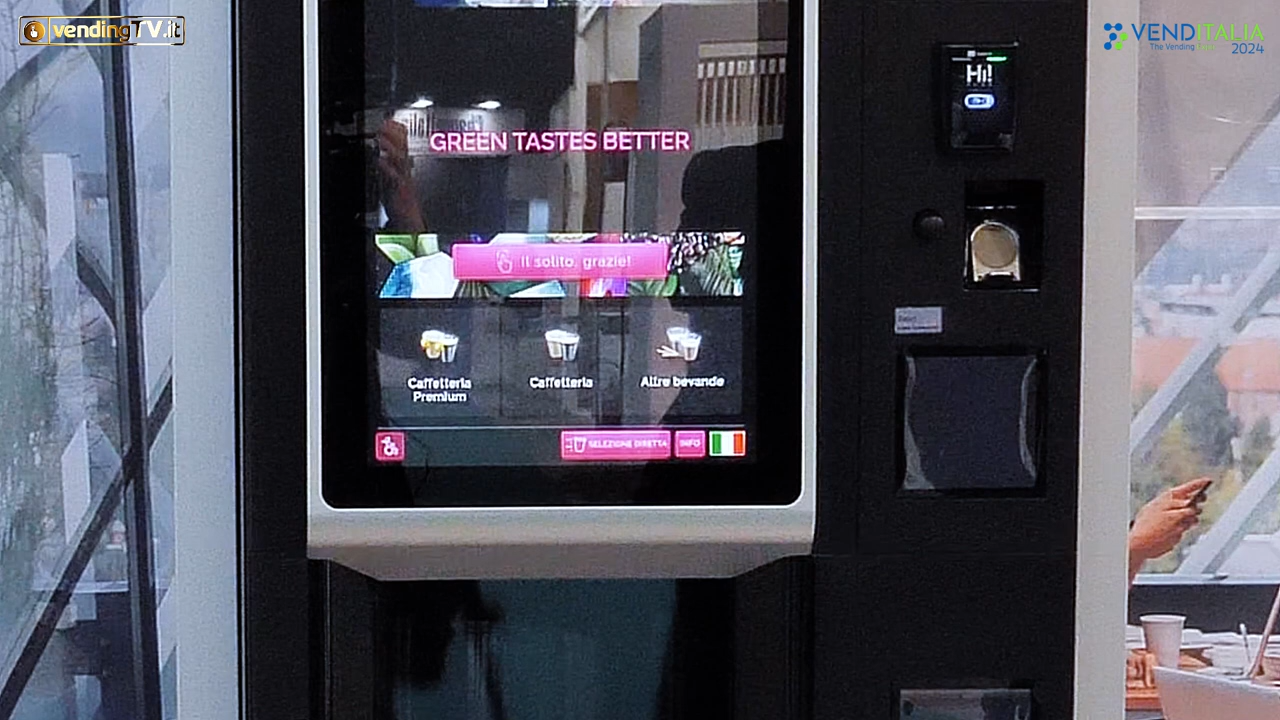 vendingTV.it
VENDITALIA
The Vending
2024
Hi!
GREEN TASTES BETTER
Il solito, grazie!
Caffetteria
Premium
Caffetteria
Altre bevande
SELEZIONE DIRETTA
INFO